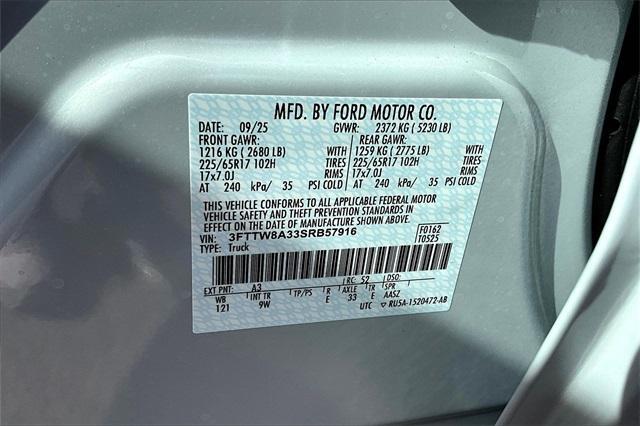 MFD. BY FORD MOTOR CO.
DATE: 09/25 GVWR: 2372 KG ( 5230 LB)
FRONT GAWR: REAR GAWR:
1216 KG ( 2680 LB) WITH 1259 KG ( 2775 LB) WITH
225/65R17 102H TIRES 225/65R17 102H TIRES
17x7.0J RIMS 17x7.0J RIMS
AT 240 kPa/ 35 PSI COLD AT 240 kPa/ 35 PSI COLD
THIS VEHICLE CONFORMS TO ALL APPLICABLE FEDERAL MOTOR
VEHICLE SAFETY AND THEFT PREVENTION STANDARDS IN
EFFECT ON THE DATE OF MANUFACTURE SHOWN ABOVE.
VIN: 3FTTW8A33SRB57916 F0162
TYPE: Truck T0525
EXT PNT: A3 RC: 52 DSO:
WB INT TR TP/PS R AXLE TR SPR
121 9W E 33 E AASZ
UTC ▽ RU5A-1520472-AB